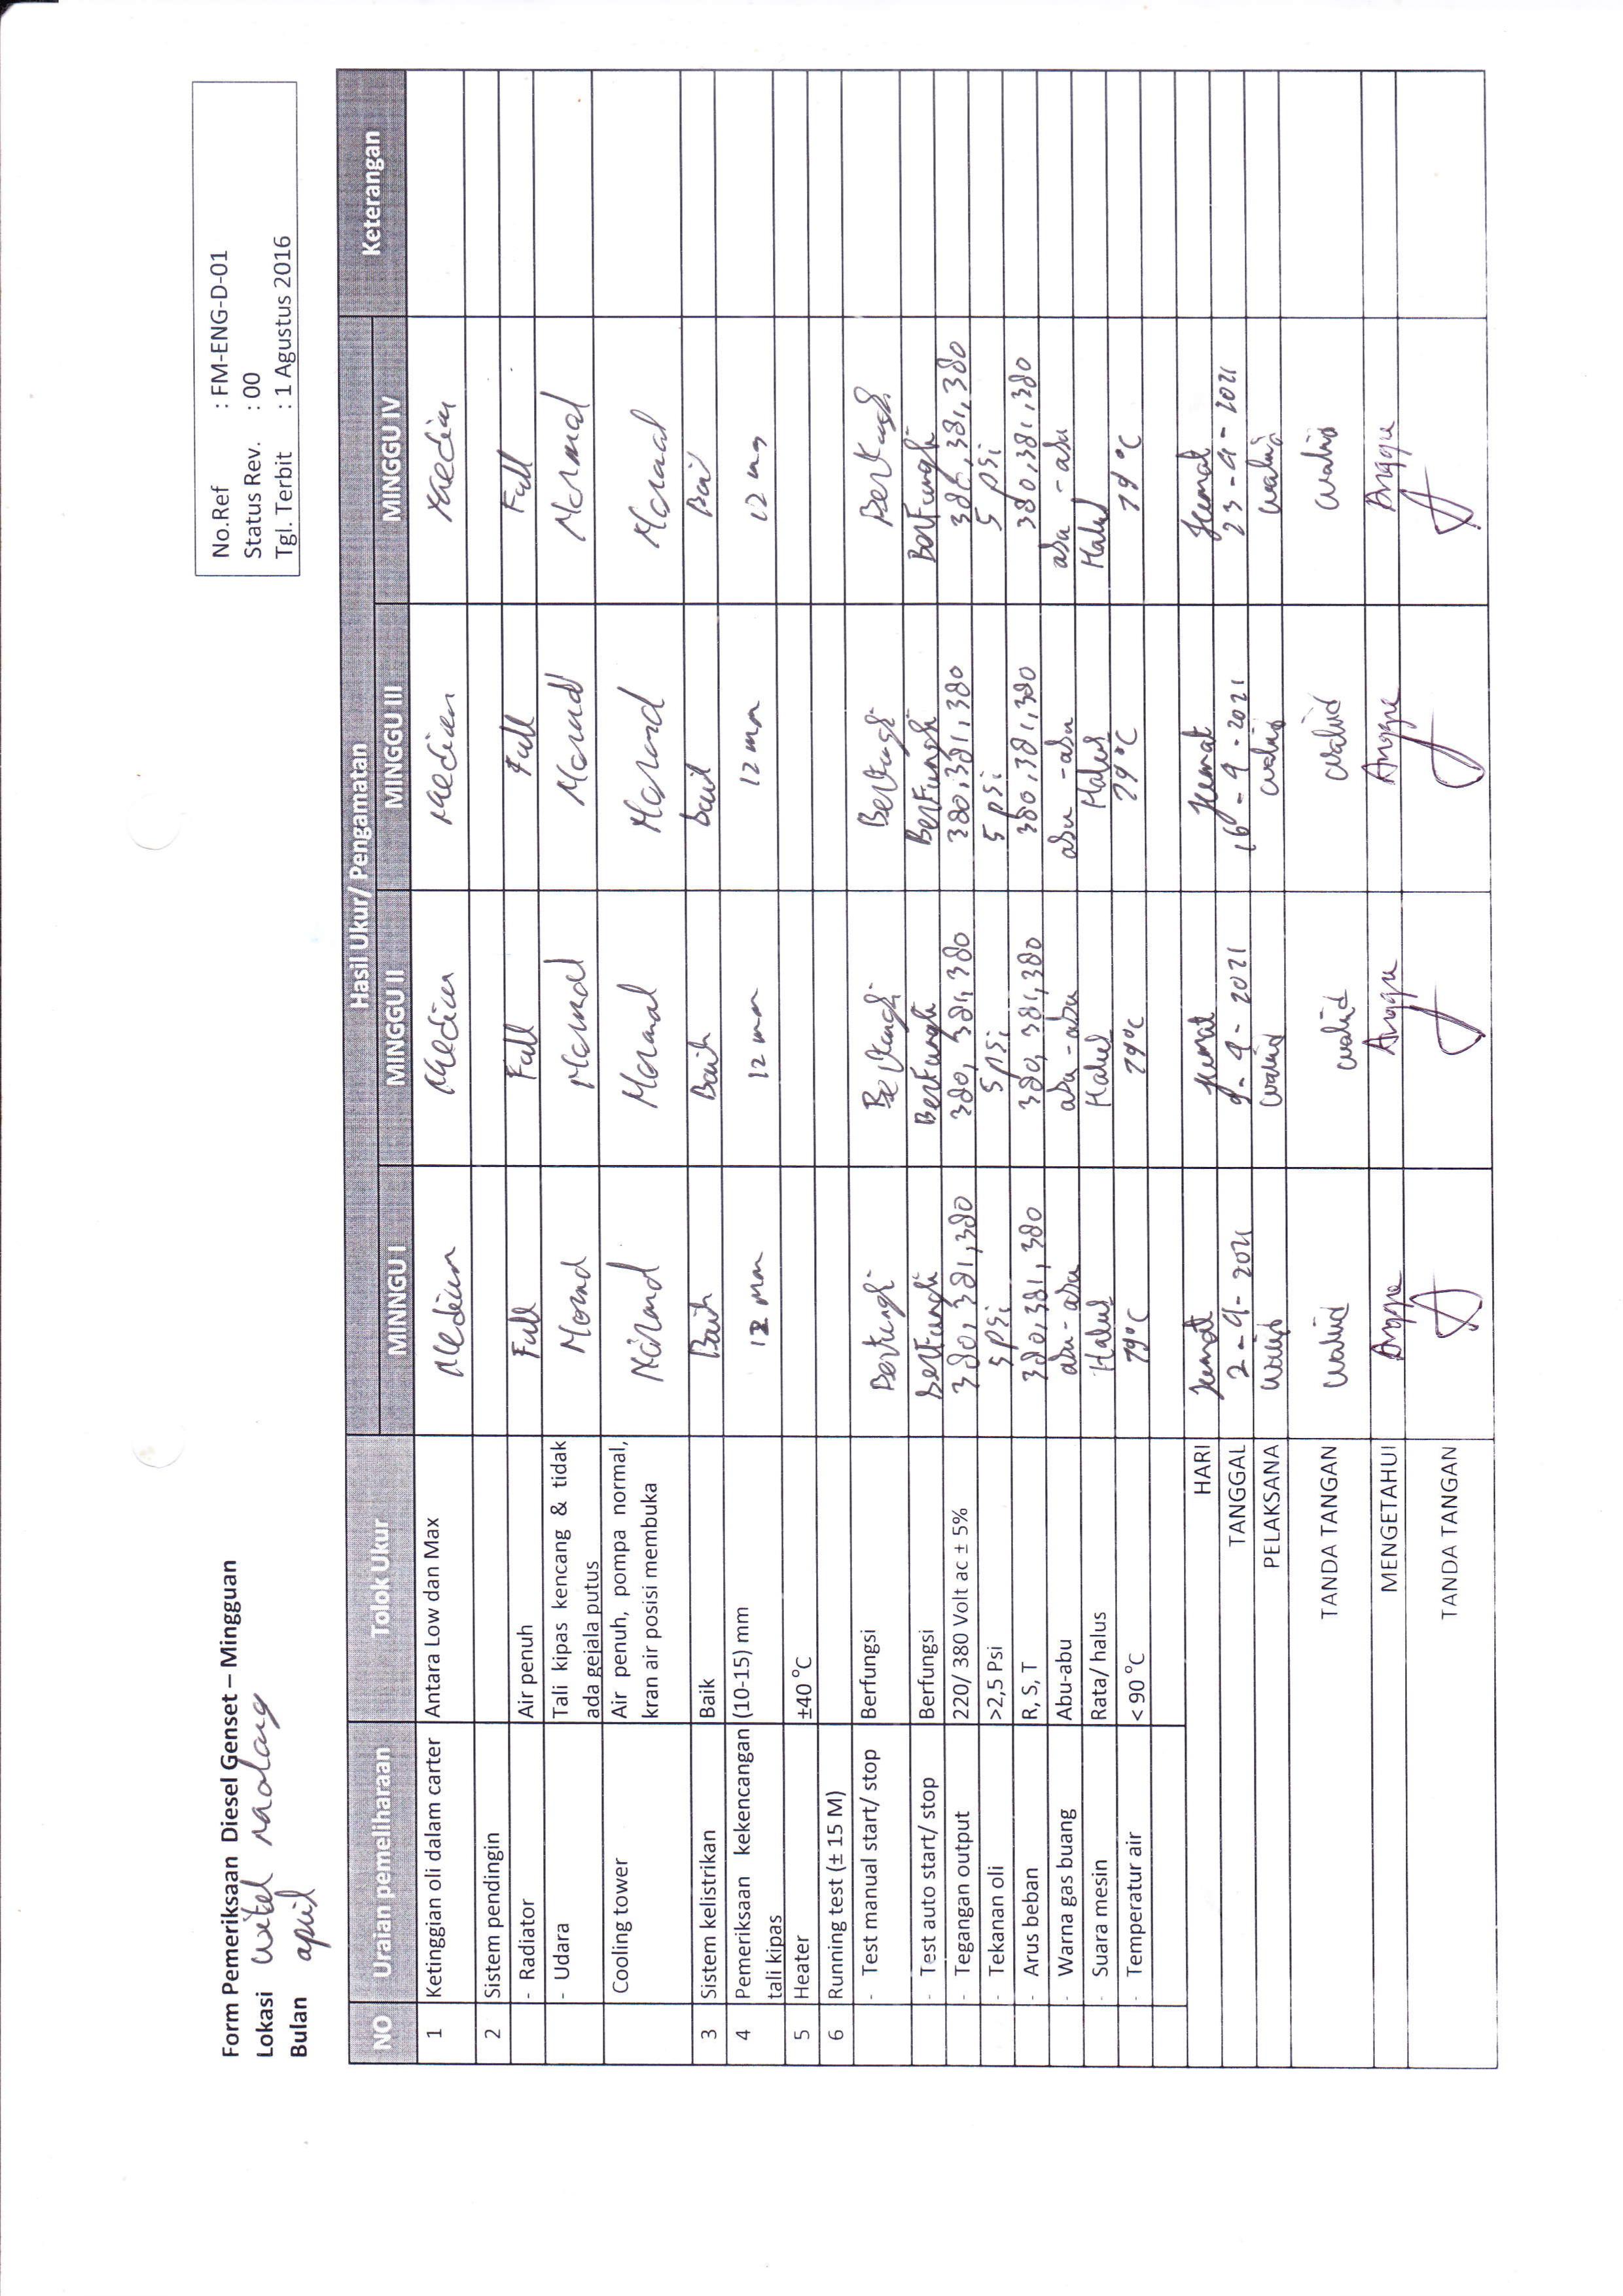 Form Pemeriksaan Diesel Genset – Mingguan
Lokasi witel malang
Bulan april
No.Ref : FM-ENG-D-01
Status Rev. : 00
Tgl. Terbit : 1 Agustus 2016
NO Uraian pemeliharaan Tolok Ukur Hasil Ukur/ Pengamatan Keterangan
MINNGU I MINGGU II MINGGU III MINGGU IV
1 Ketinggian oli dalam carter Antara Low dan Max Medium Medium Medium Medium
2 Sistem pendingin
- Radiator Air penuh Full Full Full Full
- Udara Tali kipas kencang & tidak Normal Normal Normal Normal
ada gejala putus
Cooling tower Air penuh, pompa normal, Normal Normal Normal Normal
kran air posisi membuka
3 Sistem kelistrikan Baik Baik Baik baik Baik
4 Pemeriksaan kekencangan (10-15) mm 12 mm 12 mm 12 mm 12 mm
tali kipas
5 Heater ±40 °C
6 Running test (± 15 M)
- Test manual start/ stop Berfungsi Berfungsi Berfungsi Berfungsi Berfungsi
- Test auto start/ stop Berfungsi BerFungsi BerFungsi BerFungsi BerFungsi
- Tegangan output 220/ 380 Volt ac ± 5% 380, 381, 380 380, 381, 380 380, 381, 380 380, 381, 380
- Tekanan oli >2,5 Psi 5 psi 5 psi 5 psi 5 psi
- Arus beban R, S, T 380, 381, 380 380, 381, 380 380, 381, 380 380, 381, 380
- Warna gas buang Abu-abu abu - abu abu - abu abu - abu abu - abu
- Suara mesin Rata/ halus Halus Halus Halus Halus
- Temperatur air < 90 °C 79°C 79°C 79°C 79°C
HARI Jumat Jumat Jumat Jumat
TANGGAL 2-4-2021 9-4-2021 16-4-2021 23-4-2021
PELAKSANA walid walid walid walid
TANDA TANGAN walid walid walid walid
MENGETAHUI Anggu Anggu Anggu
TANDA TANGAN